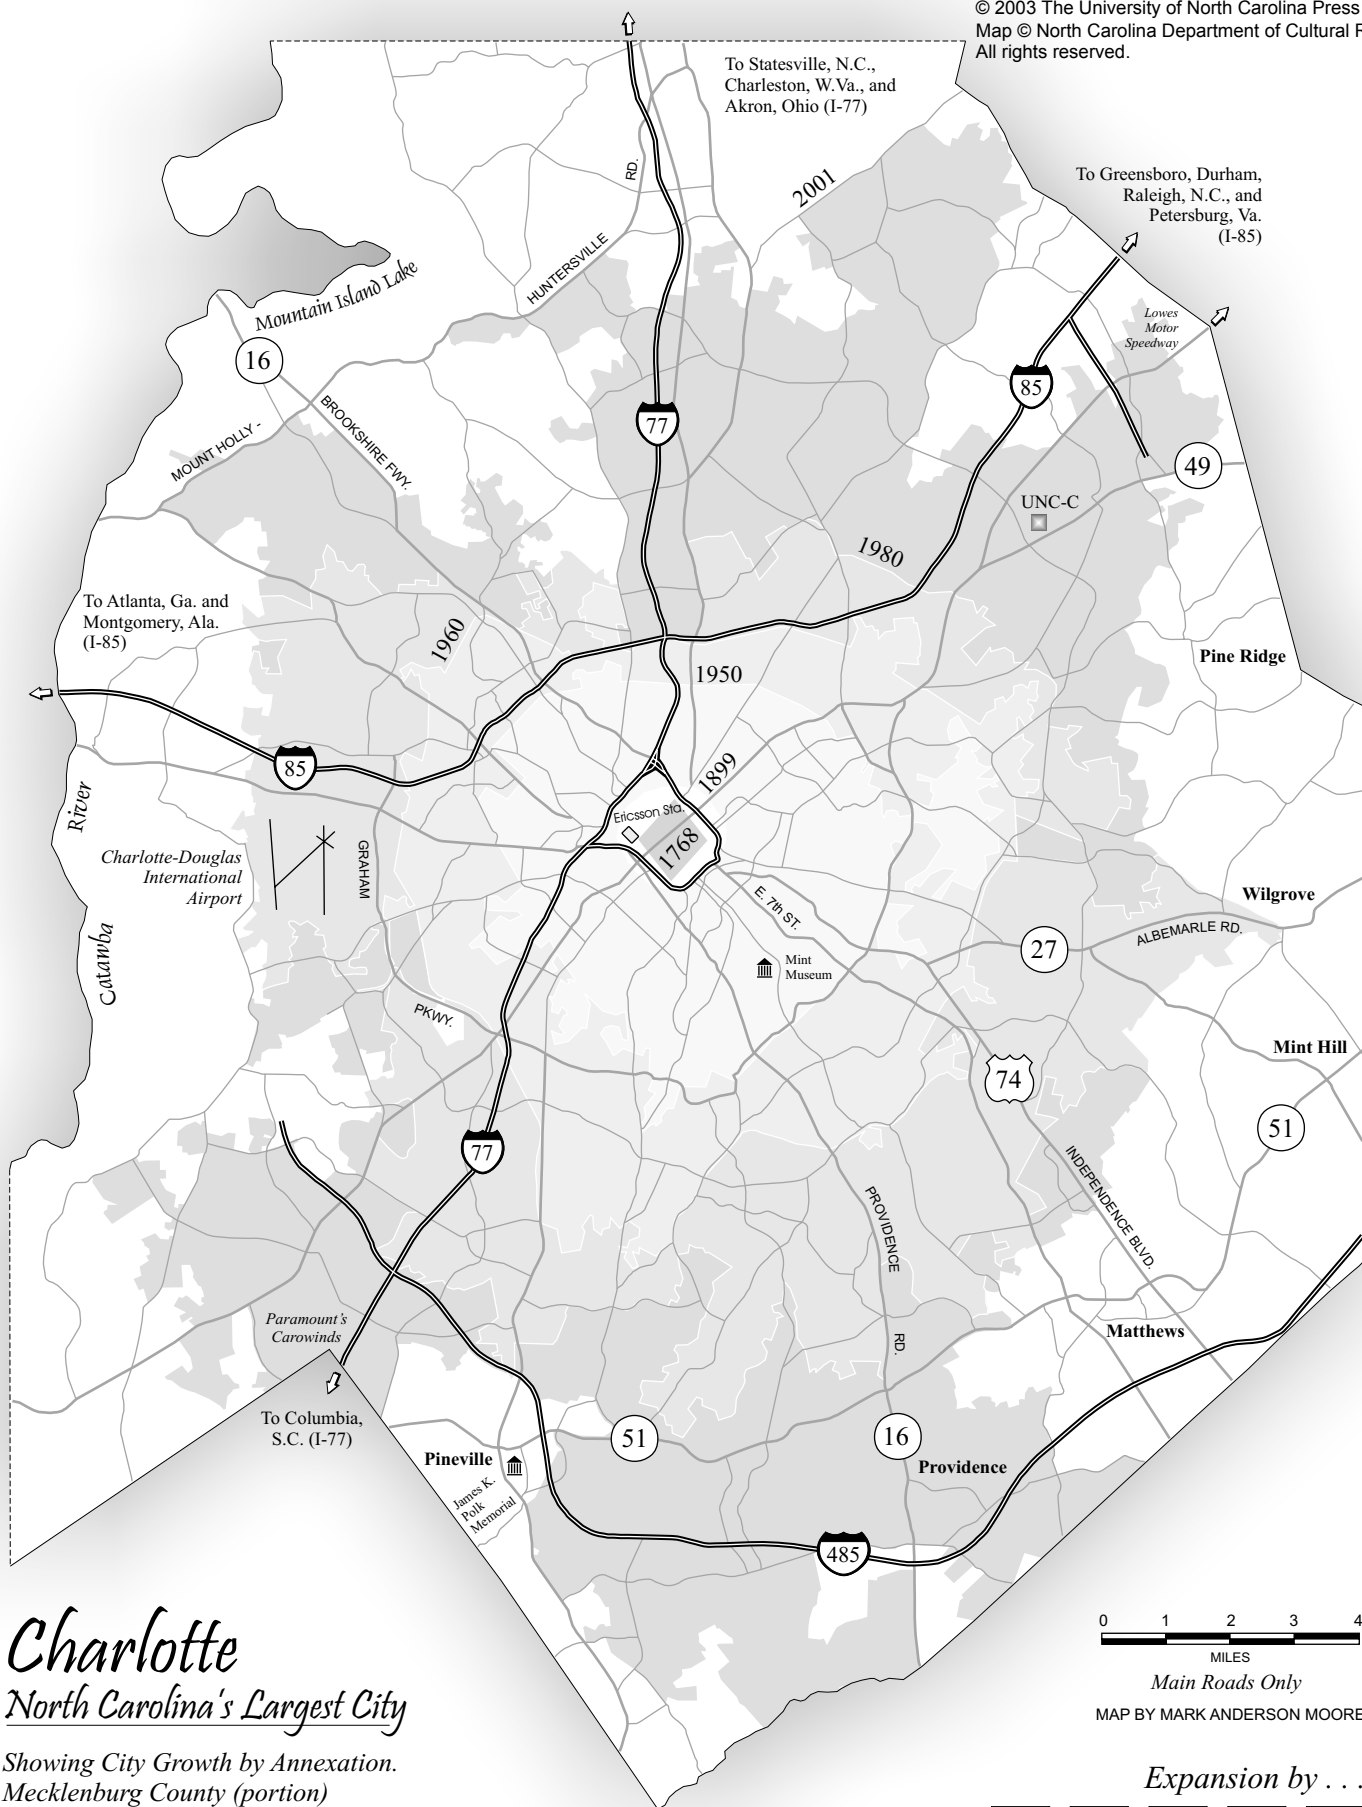 © 2003 The University of North Carolina Press
Map © North Carolina Department of Cultural R
All rights reserved.
To Statesville, N.C.,
Charleston, W.Va., and
Akron, Ohio (I-77)
RD.
2001
To Greensboro, Durham,
Raleigh, N.C., and
Petersburg, Va.
(I-85)
HUNTERSVILLE
Mountain Island Lake
Lowes
Motor
Speedway
16
85
77
BROOKSHIRE FWY.
MOUNT HOLLY -
49
UNC-C
1980
To Atlanta, Ga. and
Montgomery, Ala.
(I-85)
1960
Pine Ridge
1950
85
1899
River
Ericsson Sta.
1768
Charlotte-Douglas
International
Airport
GRAHAM
E. 7th ST.
Wilgrove
ALBEMARLE RD.
27
Catawba
Mint
Museum
PKWY.
Mint Hill
74
51
77
INDEPENDENCE BLVD.
PROVIDENCE
Paramount's
Carowinds
RD.
Matthews
To Columbia,
S.C. (I-77)
51
16
Pineville
Providence
James K.
Polk
Memorial
485
Charlotte
North Carolina's Largest City
Showing City Growth by Annexation.
Mecklenburg County (portion)
0 1 2 3 4
MILES
Main Roads Only
MAP BY MARK ANDERSON MOORE
Expansion by . . .